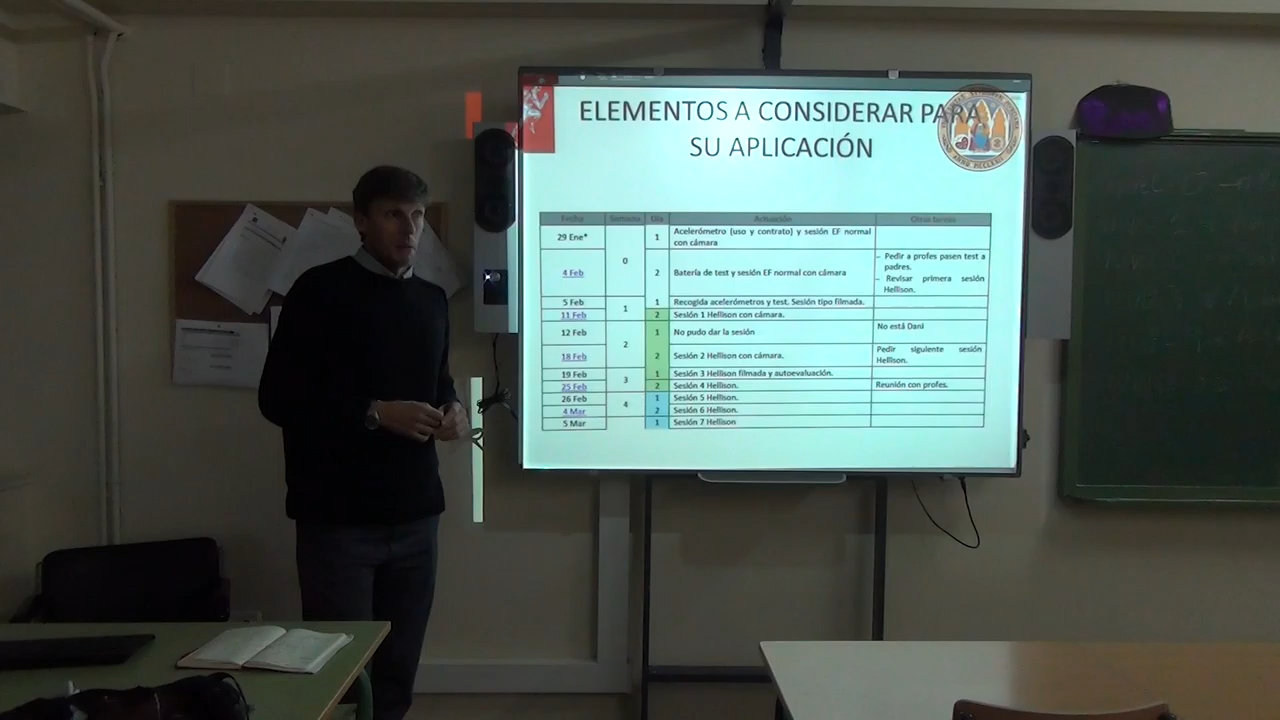 ELEMENTOS A CONSIDERAR PARA
SU APLICACIÓN
Fecha Semana Día Actuación Otras tareas
29 Ene* 0 1 Acelerómetro (uso y contrato) y sesión EF normal
con cámara
4 Feb 2 Batería de test y sesión EF normal con cámara
– Pedir a profes pasen test a
padres.
– Revisar primera sesión
Hellison.
5 Feb 1 1 Recogida acelerómetros y test. Sesión tipo filmada.
11 Feb 2 Sesión 1 Hellison con cámara.
12 Feb 2 1 No pudo dar la sesión No está Dani
18 Feb 2 Sesión 2 Hellison con cámara. Pedir siguiente sesión
Hellison.
19 Feb 3 1 Sesión 3 Hellison filmada y autoevaluación.
25 Feb 2 Sesión 4 Hellison. Reunión con profes.
26 Feb 4 1 Sesión 5 Hellison.
4 Mar 2 Sesión 6 Hellison.
5 Mar 1 Sesión 7 Hellison